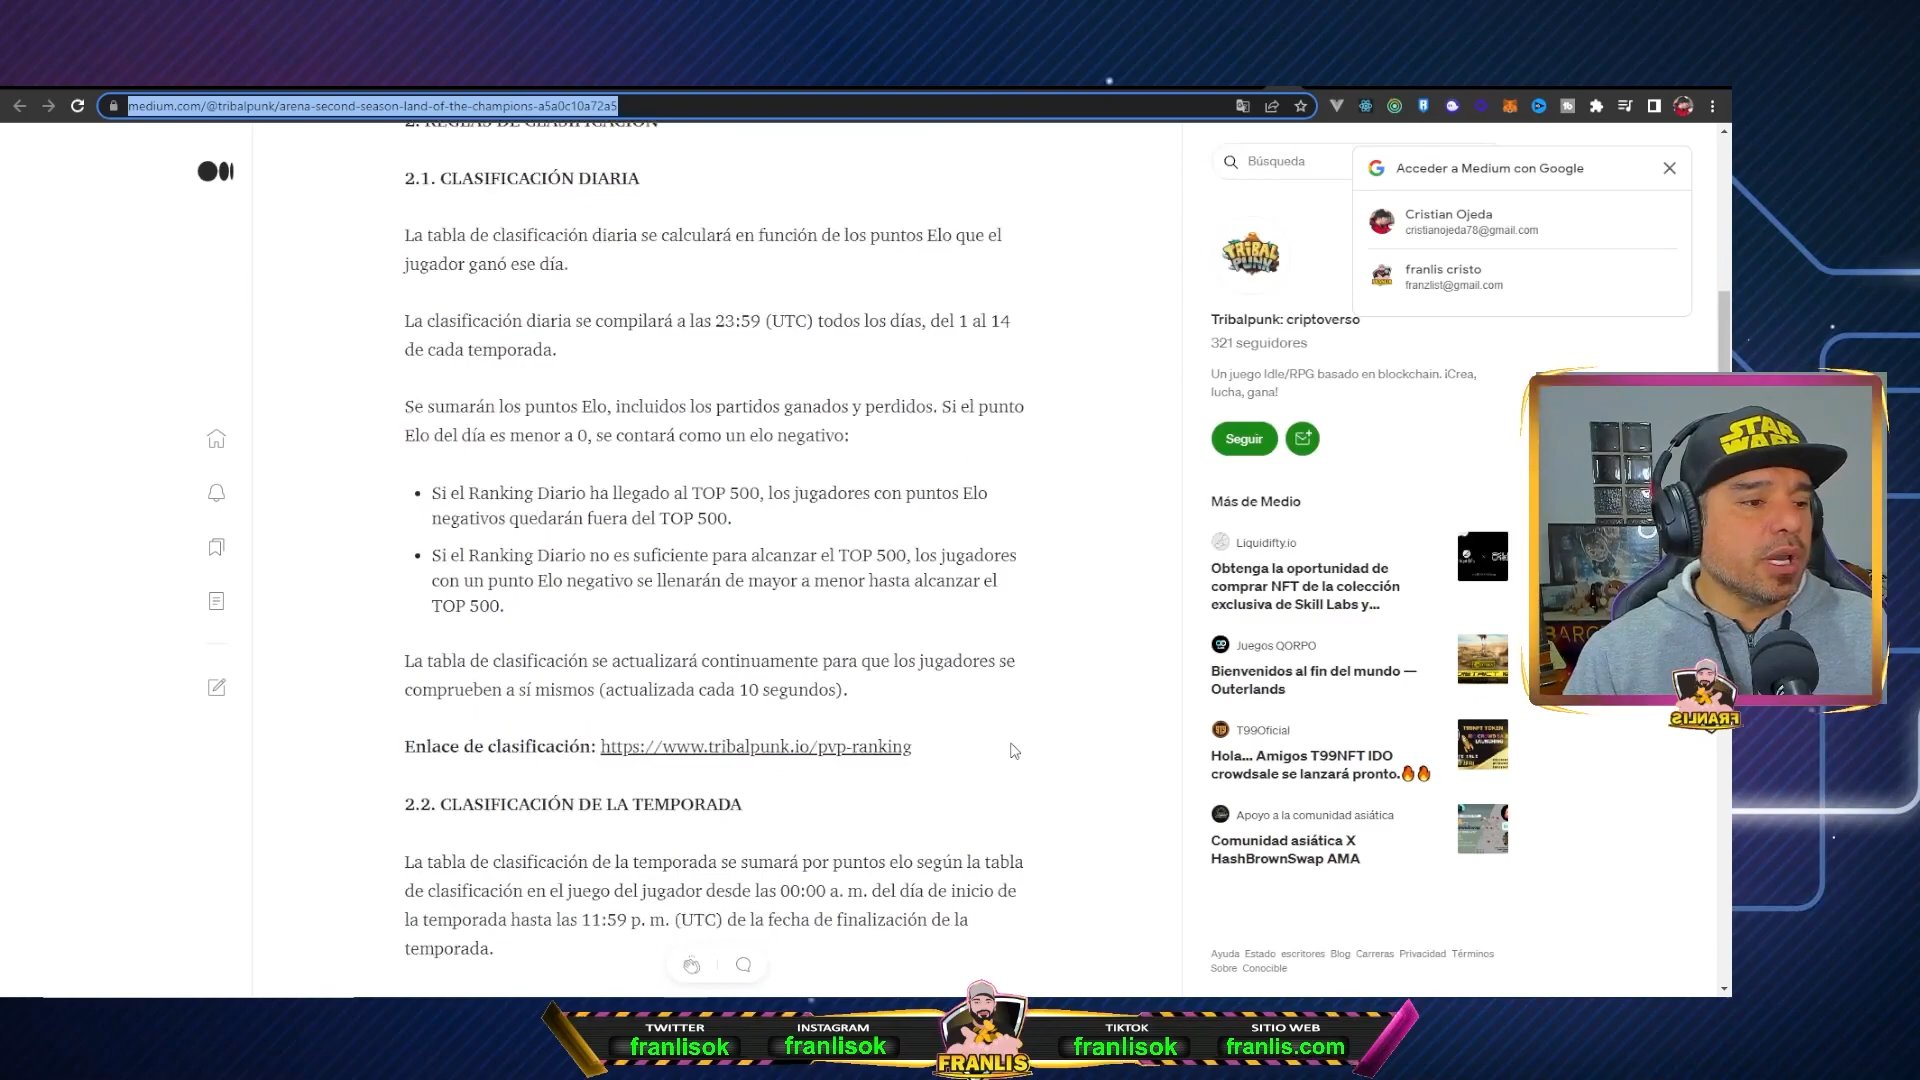 medium.com/@tribalpunk/arena-second-season-land-of-the-champions-a5a0c10a72a5
2. REGLAS DE CLASIFICACIÓN
2.1. CLASIFICACIÓN DIARIA
La tabla de clasificación diaria se calculará en función de los puntos Elo que el
jugador ganó ese día.
La clasificación diaria se compilará a las 23:59 (UTC) todos los días, del 1 al 14
de cada temporada.
Se sumarán los puntos Elo, incluidos los partidos ganados y perdidos. Si el punto
Elo del día es menor a 0, se contará como un elo negativo:
• Si el Ranking Diario ha llegado al TOP 500, los jugadores con puntos Elo
negativos quedarán fuera del TOP 500.
• Si el Ranking Diario no es suficiente para alcanzar el TOP 500, los jugadores
con un punto Elo negativo se llenarán de mayor a menor hasta alcanzar el
TOP 500.
La tabla de clasificación se actualizará continuamente para que los jugadores se
comprueben a sí mismos (actualizada cada 10 segundos).
Enlace de clasificación: https://www.tribalpunk.io/pvp-ranking
2.2. CLASIFICACIÓN DE LA TEMPORADA
La tabla de clasificación de la temporada se sumará por puntos elo según la tabla
de clasificación en el juego del jugador desde las 00:00 a. m. del día de inicio de
la temporada hasta las 11:59 p. m. (UTC) de la fecha de finalización de la
temporada.
Búsqueda
Acceder a Medium con Google
Cristian Ojeda
cristianojeda78@gmail.com
franlis cristo
franzlist@gmail.com
TRIBAL
PUNK
Tribalpunk: criptoverso
321 seguidores
Un juego Idle/RPG basado en blockchain. ¡Crea,
lucha, gana!
Seguir
Más de Medio
Liquidifty.io
Obtenga la oportunidad de
comprar NFT de la colección
exclusiva de Skill Labs y...
Juegos QORPO
Bienvenidos al fin del mundo —
Outerlands
T99Oficial
Hola... Amigos T99NFT IDO
crowdsale se lanzará pronto.🔥🔥
Apoyo a la comunidad asiática
Comunidad asiática X
HashBrownSwap AMA
Ayuda Estado escritores Blog Carreras Privacidad Términos
Sobre Conocible
STAR
WARS
FRANLIS
TWITTER
franlisok
INSTAGRAM
franlisok
FRANLIS
TIKTOK
franlisok
SITIO WEB
franlis.com